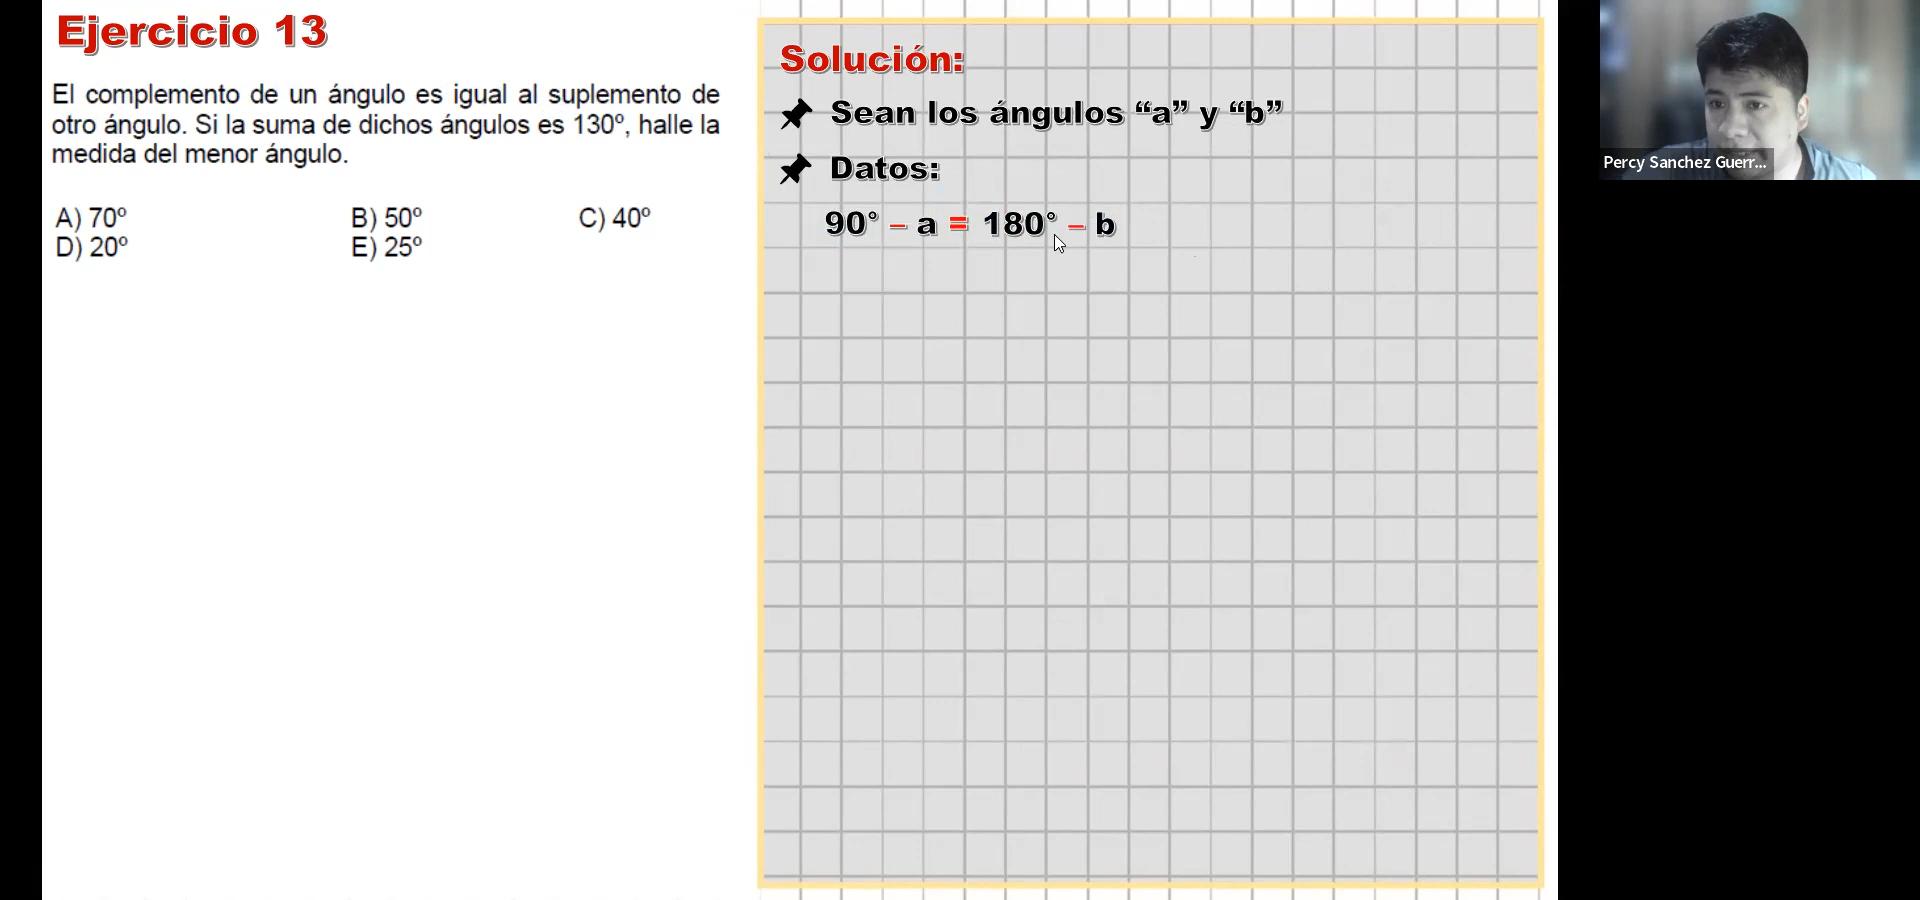 Ejercicio 13
El complemento de un ángulo es igual al suplemento de
otro ángulo. Si la suma de dichos ángulos es 130º, halle la
medida del menor ángulo.
A) 70º B) 50º C) 40º
D) 20º E) 25º
Solución:
Sean los ángulos “a” y “b”
Datos:
90° – a = 180° – b
Percy Sanchez Guerr...